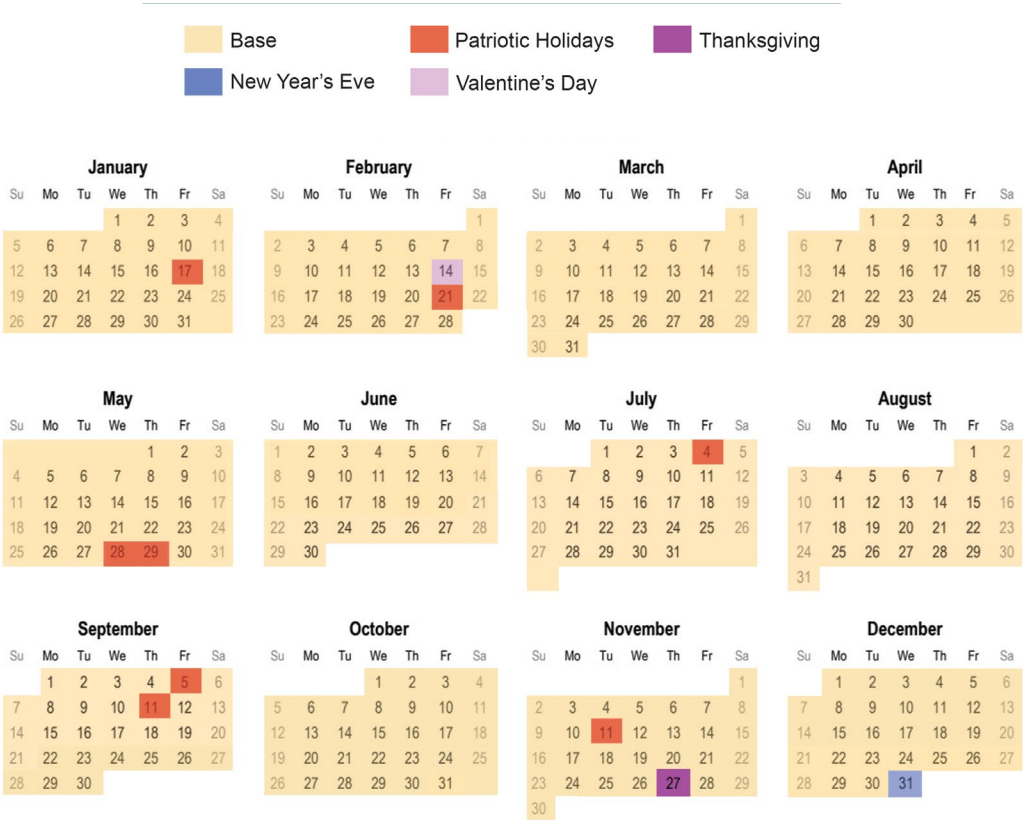 Base Patriotic Holidays Thanksgiving
New Year’s Eve Valentine’s Day
January February March April
Su Mo Tu We Th Fr Sa Su Mo Tu We Th Fr Sa Su Mo Tu We Th Fr Sa Su Mo Tu We Th Fr Sa
1 2 3 4 1 1 1 2 3 4 5
5 6 7 8 9 10 11 2 3 4 5 6 7 8 2 3 4 5 6 7 8 6 7 8 9 10 11 12
12 13 14 15 16 17 18 9 10 11 12 13 14 15 9 10 11 12 13 14 15 13 14 15 16 17 18 19
19 20 21 22 23 24 25 16 17 18 19 20 21 22 16 17 18 19 20 21 22 20 21 22 23 24 25 26
26 27 28 29 30 31 23 24 25 26 27 28 23 24 25 26 27 28 29 27 28 29 30
30 31
May June July August
Su Mo Tu We Th Fr Sa Su Mo Tu We Th Fr Sa Su Mo Tu We Th Fr Sa Su Mo Tu We Th Fr Sa
1 2 3 1 2 3 4 5 6 7 1 2 3 4 5 1 2
4 5 6 7 8 9 10 8 9 10 11 12 13 14 6 7 8 9 10 11 12 3 4 5 6 7 8 9
11 12 13 14 15 16 17 15 16 17 18 19 20 21 13 14 15 16 17 18 19 10 11 12 13 14 15 16
18 19 20 21 22 23 24 22 23 24 25 26 27 28 20 21 22 23 24 25 26 17 18 19 20 21 22 23
25 26 27 28 29 30 31 29 30 27 28 29 30 31 24 25 26 27 28 29 30
31
September October November December
Su Mo Tu We Th Fr Sa Su Mo Tu We Th Fr Sa Su Mo Tu We Th Fr Sa Su Mo Tu We Th Fr Sa
1 2 3 4 5 6 1 2 3 4 1 1 2 3 4 5 6
7 8 9 10 11 12 13 5 6 7 8 9 10 11 2 3 4 5 6 7 8 7 8 9 10 11 12 13
14 15 16 17 18 19 20 12 13 14 15 16 17 18 9 10 11 12 13 14 15 14 15 16 17 18 19 20
21 22 23 24 25 26 27 19 20 21 22 23 24 25 16 17 18 19 20 21 22 21 22 23 24 25 26 27
28 29 30 26 27 28 29 30 31 23 24 25 26 27 28 29 28 29 30 31
30